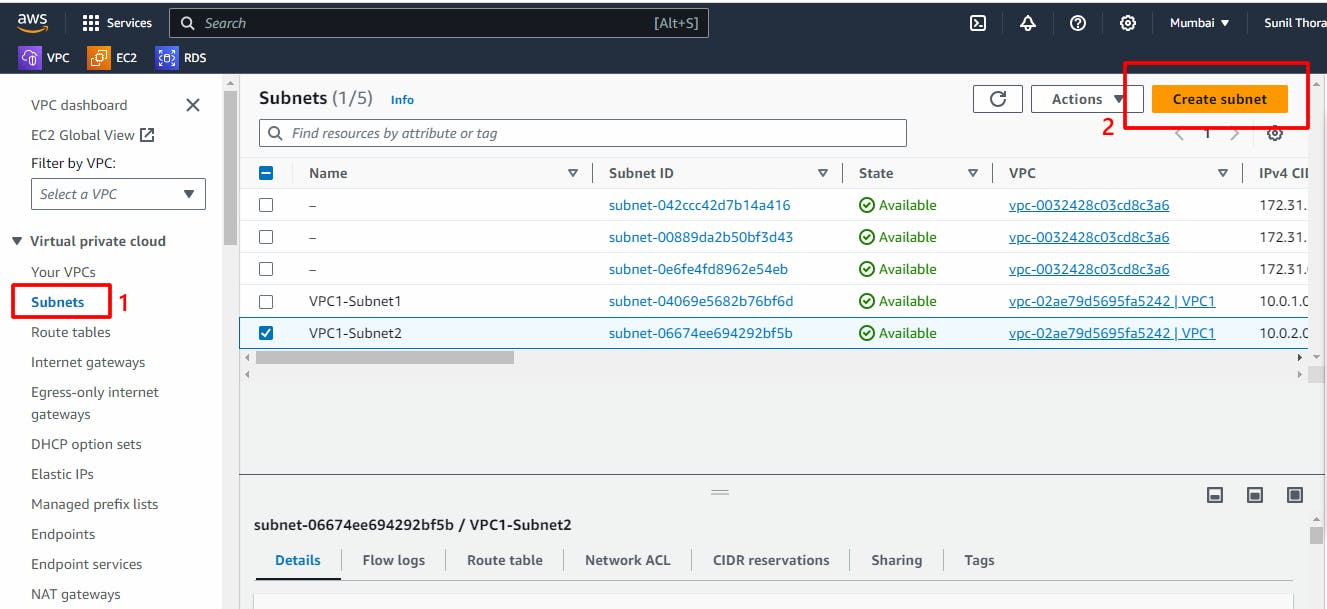 aws Services Search [Alt+S] Mumbai Sunil Thora
VPC EC2 RDS
VPC dashboard
EC2 Global View
Filter by VPC:
Select a VPC
Virtual private cloud
Your VPCs
Subnets 1
Route tables
Internet gateways
Egress-only internet
gateways
DHCP option sets
Elastic IPs
Managed prefix lists
Endpoints
Endpoint services
NAT gateways
Subnets (1/5) Info Actions Create subnet
Find resources by attribute or tag 2 1
Name Subnet ID State VPC IPv4 CI
– subnet-042ccc42d7b14a416 Available vpc-0032428c03cd8c3a6 172.31.
– subnet-00889da2b50bf3d43 Available vpc-0032428c03cd8c3a6 172.31.
– subnet-0e6fe4fd8962e54eb Available vpc-0032428c03cd8c3a6 172.31.
VPC1-Subnet1 subnet-04069e5682b76bf6d Available vpc-02ae79d5695fa5242 | VPC1 10.0.1.0
VPC1-Subnet2 subnet-06674ee694292bf5b Available vpc-02ae79d5695fa5242 | VPC1 10.0.2.0
subnet-06674ee694292bf5b / VPC1-Subnet2
Details Flow logs Route table Network ACL CIDR reservations Sharing Tags